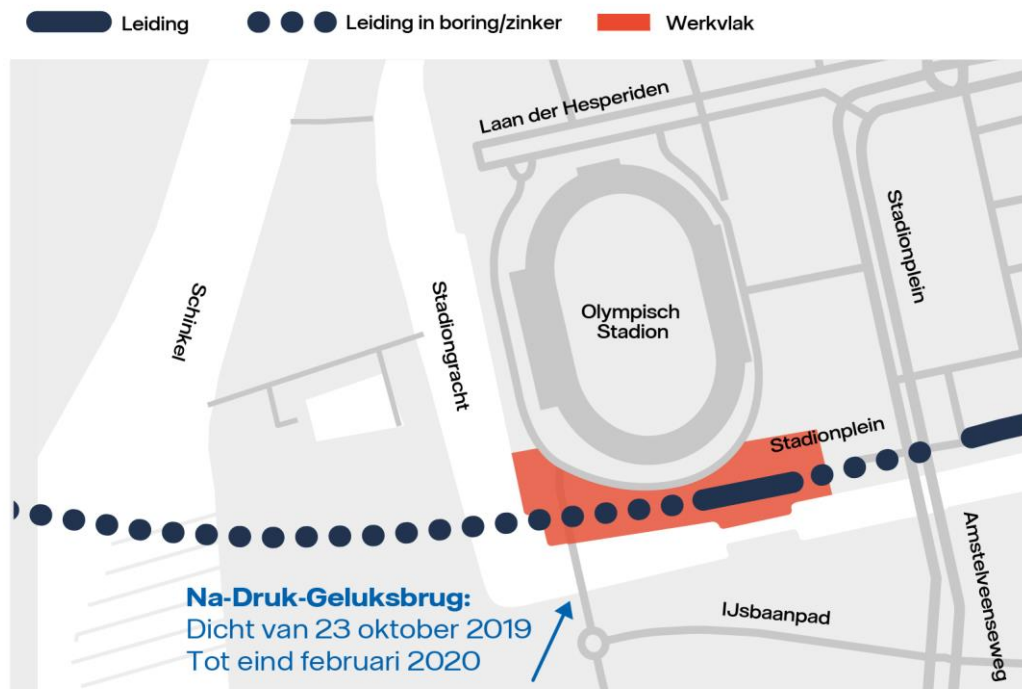 Leiding
Leiding in boring/zinker
Werkvlak
Laan der Hesperiden
Stadionplein
Schinkel
Stadiongracht
Olympisch
Stadion
Stadionplein
Amstelveenseweg
Na-Druk-Geluksbrug:
Dicht van 23 oktober 2019
Tot eind februari 2020
IJsbaanpad